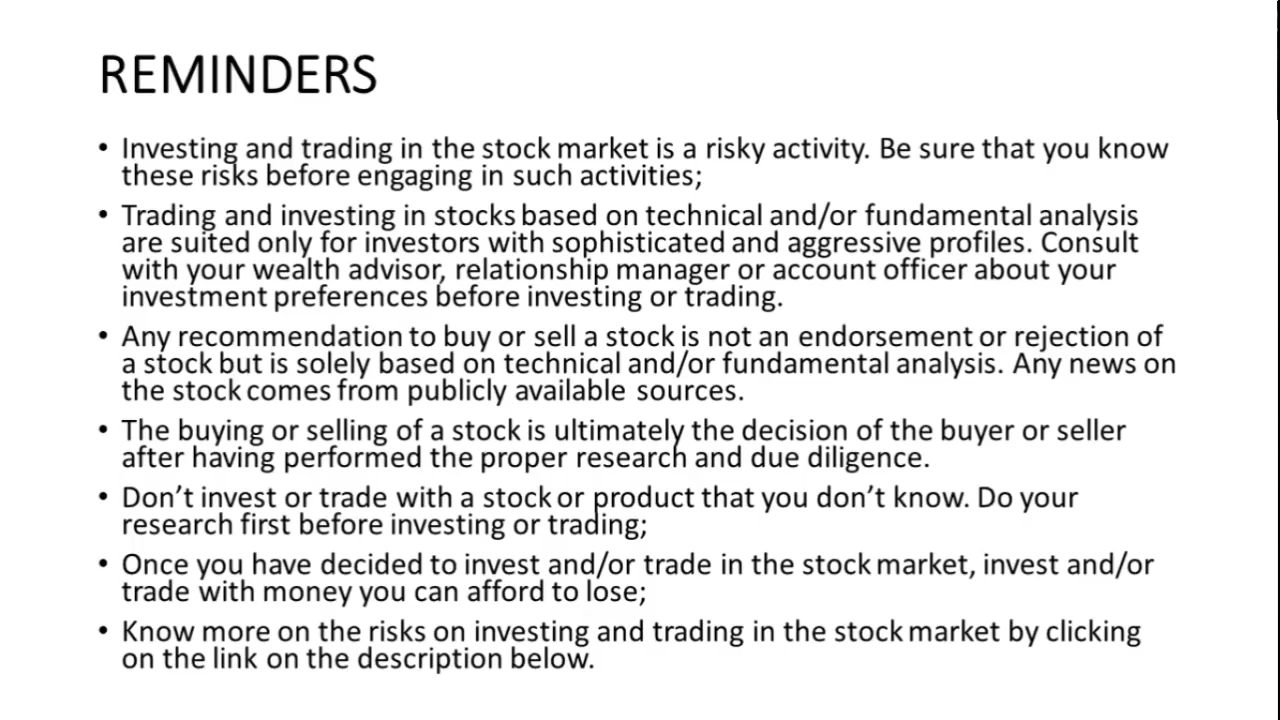 REMINDERS
• Investing and trading in the stock market is a risky activity. Be sure that you know
these risks before engaging in such activities;
• Trading and investing in stocks based on technical and/or fundamental analysis
are suited only for investors with sophisticated and aggressive profiles. Consult
with your wealth advisor, relationship manager or account officer about your
investment preferences before investing or trading.
• Any recommendation to buy or sell a stock is not an endorsement or rejection of
a stock but is solely based on technical and/or fundamental analysis. Any news on
the stock comes from publicly available sources.
• The buying or selling of a stock is ultimately the decision of the buyer or seller
after having performed the proper research and due diligence.
• Don’t invest or trade with a stock or product that you don’t know. Do your
research first before investing or trading;
• Once you have decided to invest and/or trade in the stock market, invest and/or
trade with money you can afford to lose;
• Know more on the risks on investing and trading in the stock market by clicking
on the link on the description below.